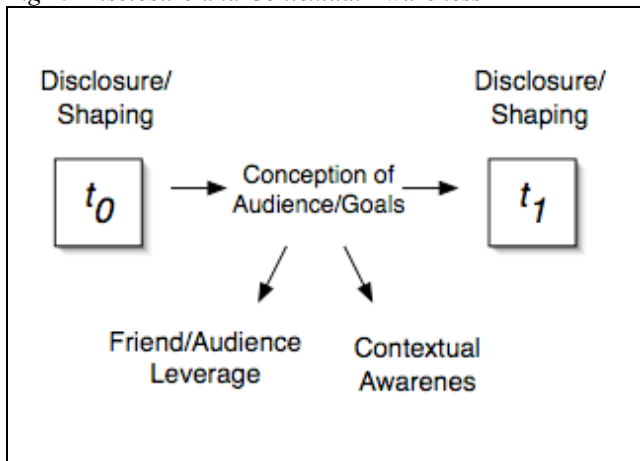 Disclosure/
Shaping
Disclosure/
Shaping
t0
Conception of
Audience/Goals
t1
Friend/Audience
Leverage
Contextual
Awarenes